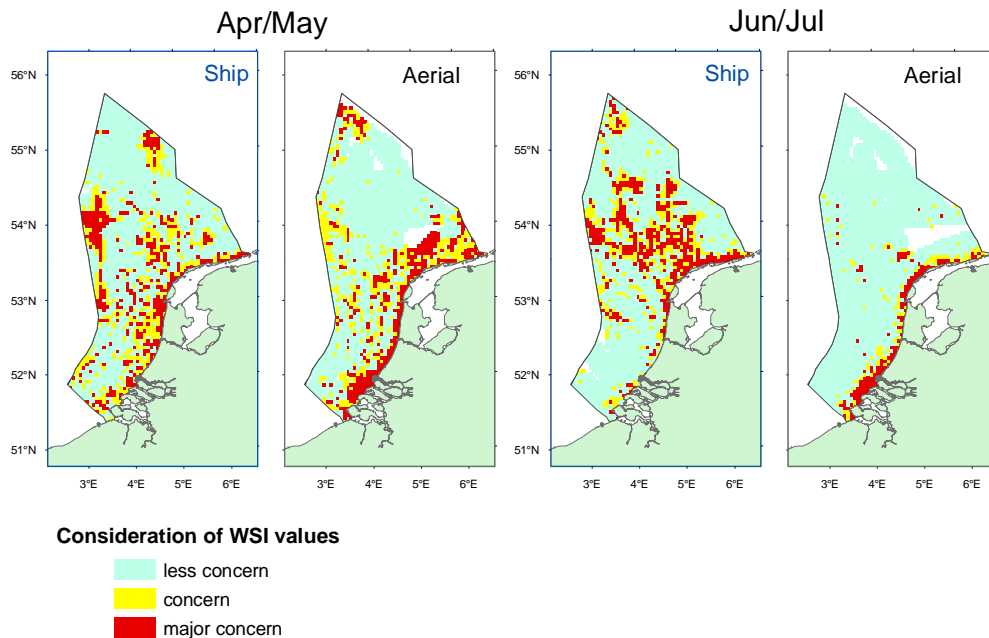 Apr/May
Jun/Jul
Ship
Aerial
Ship
Aerial
56°N
55°N
54°N
53°N
52°N
51°N
56°N
55°N
54°N
53°N
52°N
51°N
3°E 4°E 5°E 6°E
3°E 4°E 5°E 6°E
3°E 4°E 5°E 6°E
3°E 4°E 5°E 6°E
Consideration of WSI values
less concern
concern
major concern